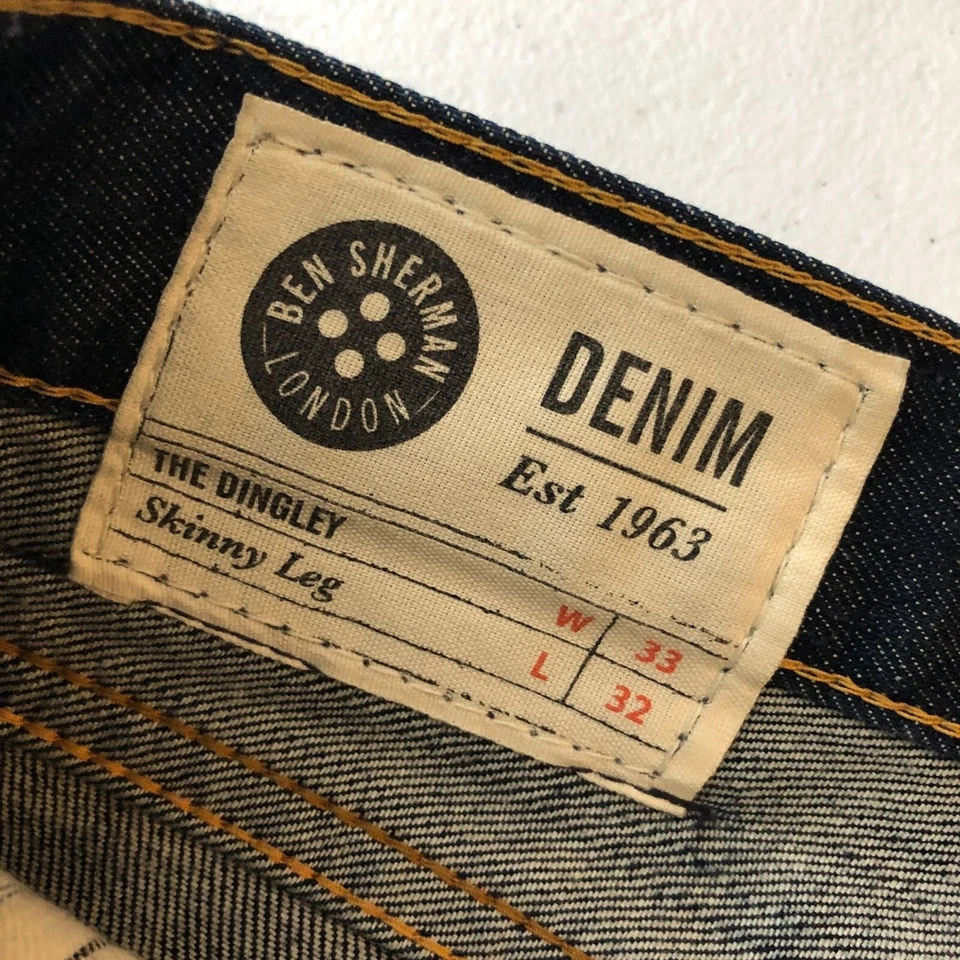 BEN SHERMAN
LONDON
DENIM
Est 1963
THE DINGLEY
Skinny Leg
W 33
L 32